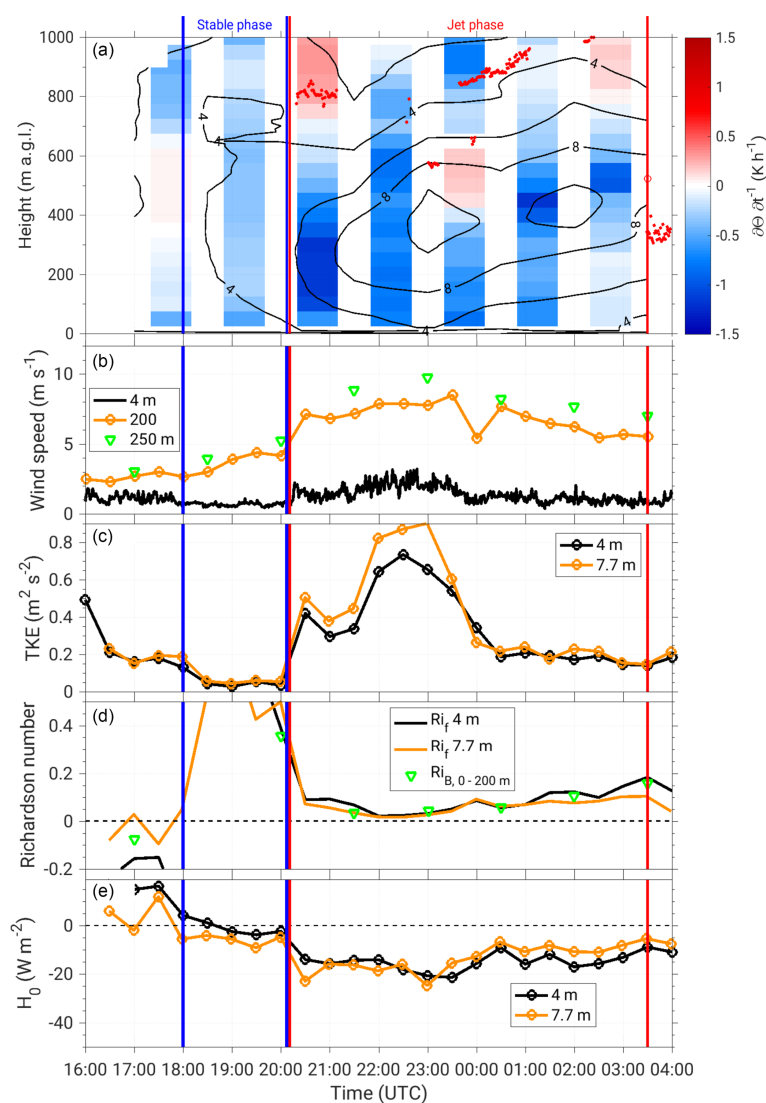 Stable phase
Jet phase
(a)
Height (m a.g.l.)
1000
800
600
400
200
0
4
4
4
4
4
4
4
8
8
8
8
1.5
1
0.5
0
-0.5
-1
-1.5
∂Θ ∂t⁻¹ (K h⁻¹)
(b)
Wind speed (m s⁻¹)
10
5
0
4 m
200
250 m
(c)
TKE (m² s⁻²)
0.8
0.6
0.4
0.2
0
4 m
7.7 m
(d)
Richardson number
0.4
0.2
0
-0.2
Ri_f 4 m
Ri_f 7.7 m
Ri_B, 0 - 200 m
(e)
H₀ (W m⁻²)
0
-20
-40
4 m
7.7 m
16:00 17:00 18:00 19:00 20:00 21:00 22:00 23:00 00:00 01:00 02:00 03:00 04:00
Time (UTC)